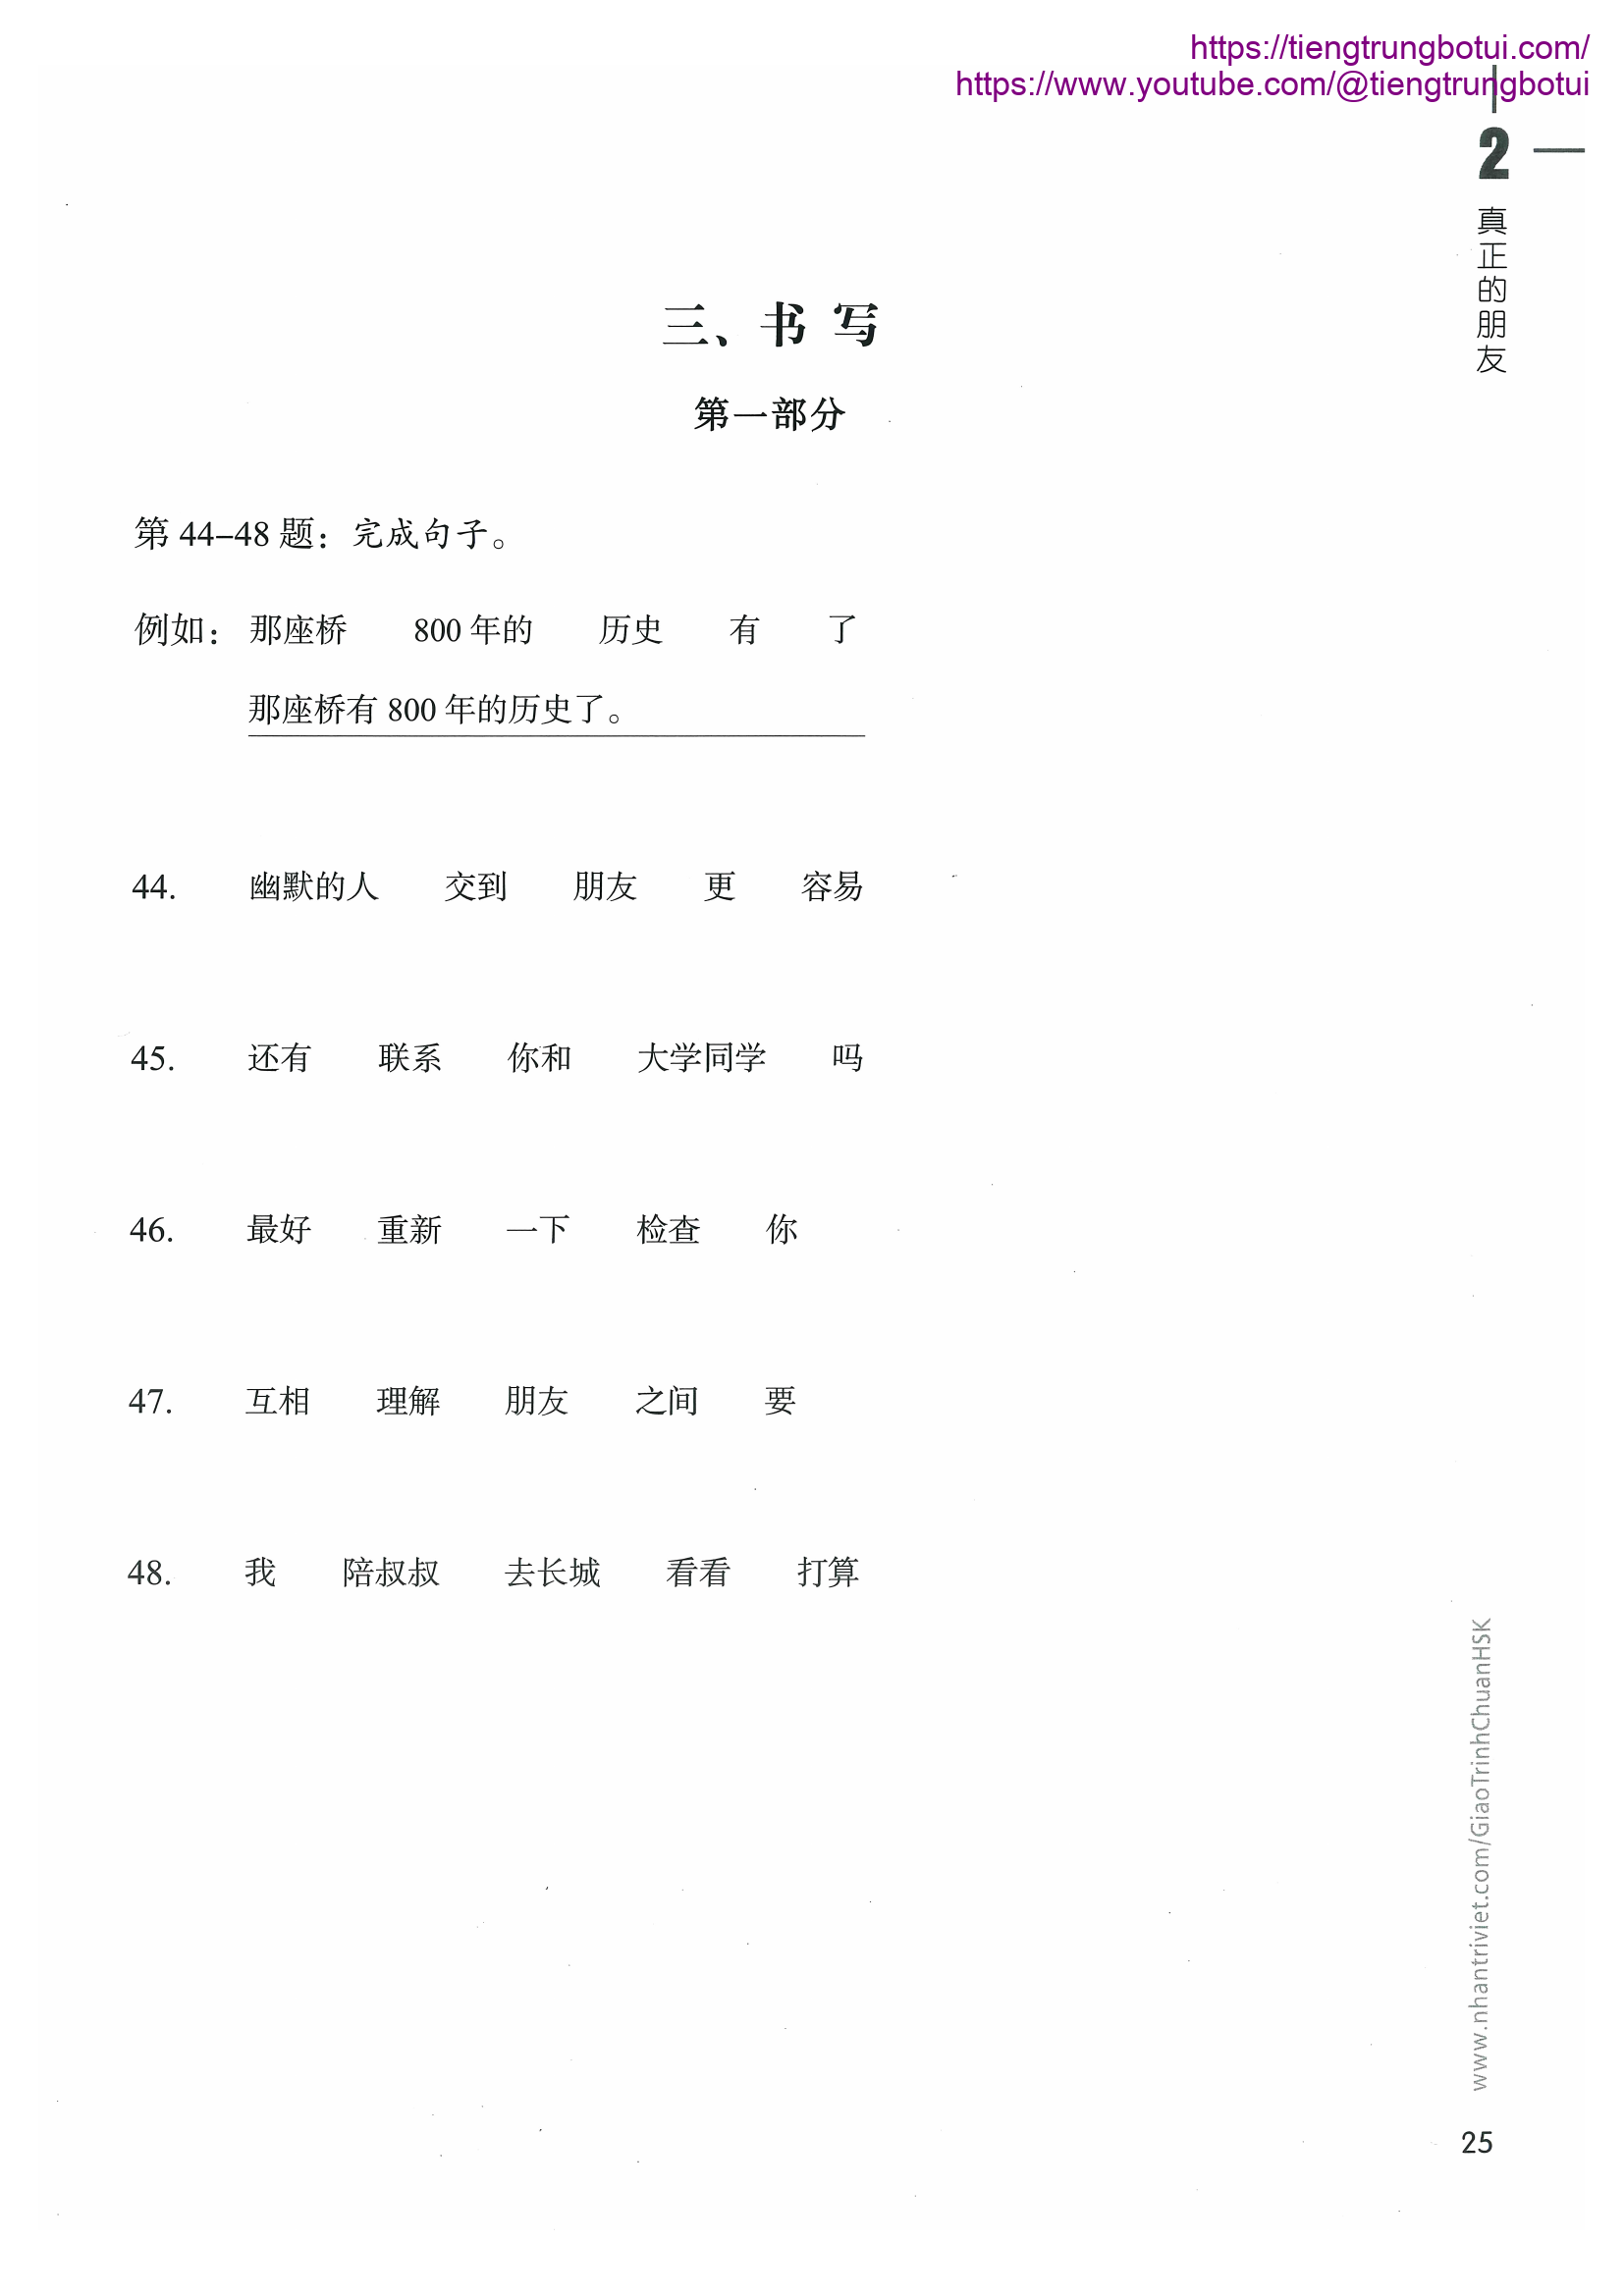 https://tiengtrungbotui.com/
https://www.youtube.com/@tiengtrungbotui
2
真正的朋友
三、书 写
第一部分
第 44-48 题：完成句子。
例如：那座桥 800 年的 历史 有 了
那座桥有 800 年的历史了。
44. 幽默的人 交到 朋友 更 容易
45. 还有 联系 你和 大学同学 吗
46. 最好 重新 一下 检查 你
47. 互相 理解 朋友 之间 要
48. 我 陪叔叔 去长城 看看 打算
www.nhantriviet.com/GiaoTrinhChuanHSK
25